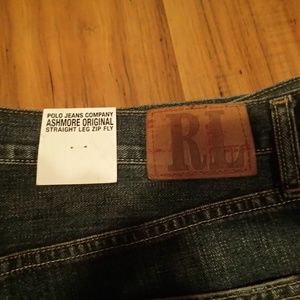 POLO JEANS COMPANY
ASHMORE ORIGINAL
STRAIGHT LEG ZIP FLY
RL